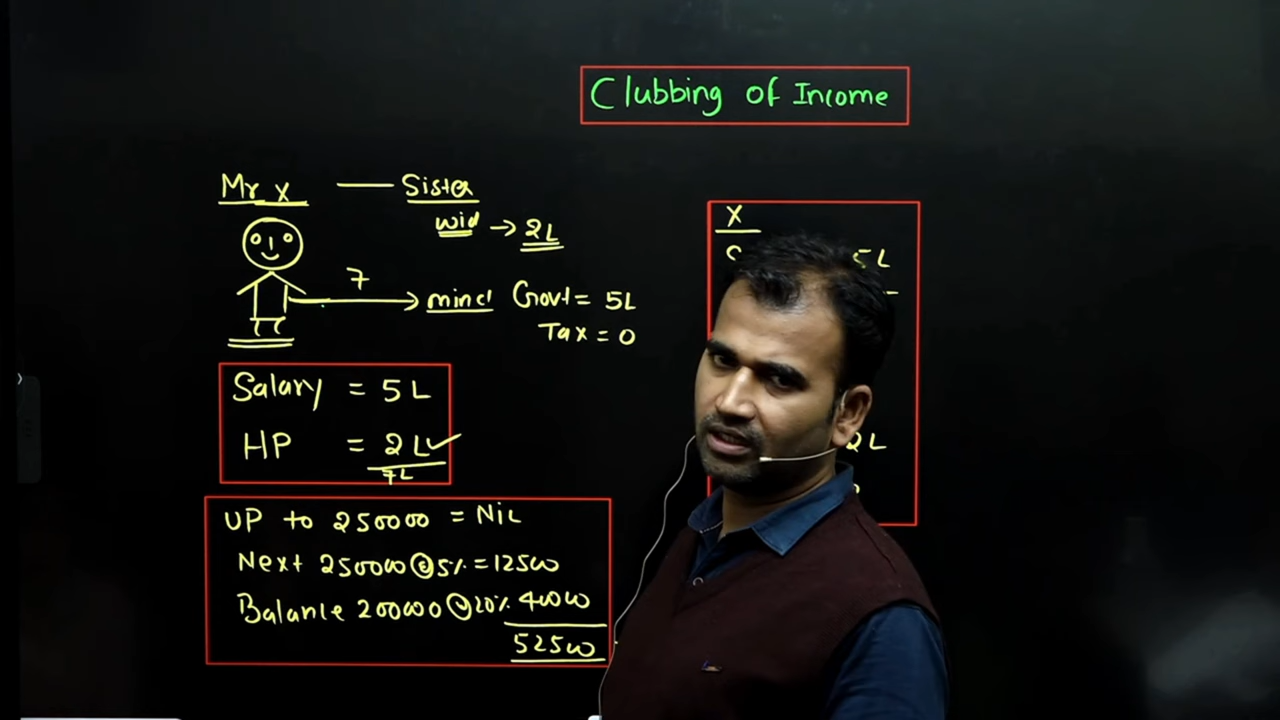 Clubbing of Income
Mr X — Sister
wid → 2L
7
mind Govt = 5L
Tax = 0
Salary = 5L
HP = 2L✓
7L
UP to 250000 = NiL
Next 250000@5% = 12500
Balance 200000@20% 40000
52500
X
5L
2L